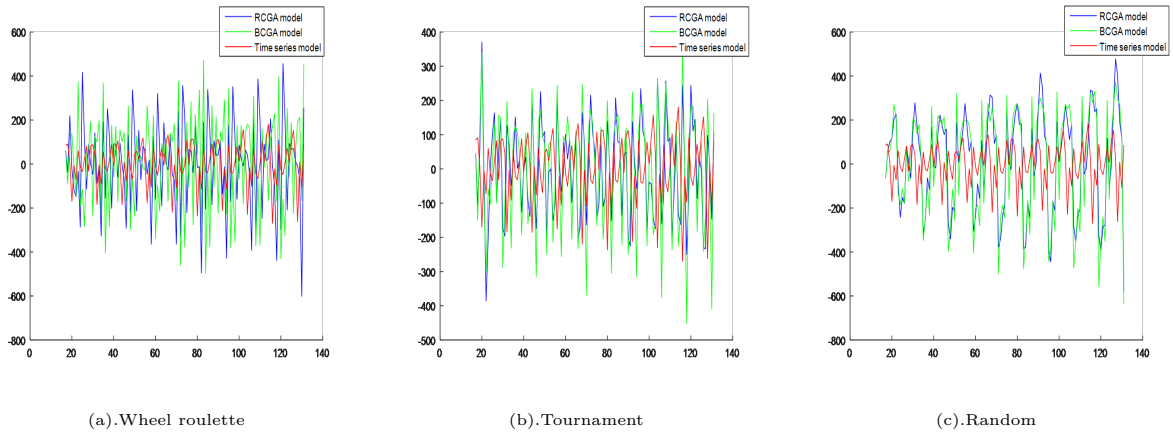 RCGA model
BCGA model
Time series model
600
400
200
0
-200
-400
-600
-800
0 20 40 60 80 100 120 140
(a).Wheel roulette
RCGA model
BCGA model
Time series model
400
300
200
100
0
-100
-200
-300
-400
-500
0 20 40 60 80 100 120 140
(b).Tournament
RCGA model
BCGA model
Time series model
600
400
200
0
-200
-400
-600
-800
0 20 40 60 80 100 120 140
(c).Random